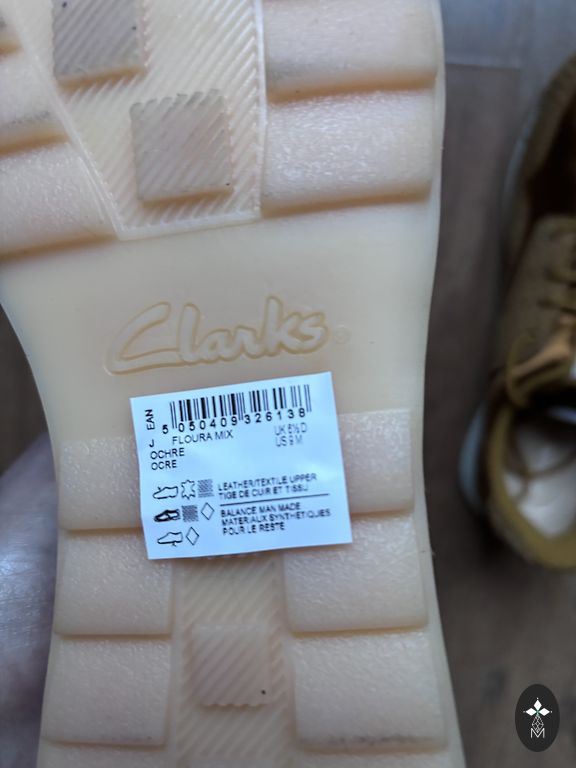 Clarks
J EAN
5 050409 326138
FLOURA MIX
UK 6½ D
OCHRE
US 9 M
OCRE
LEATHER/TEXTILE UPPER
TIGE DE CUIR ET TISSU
BALANCE MAN MADE
MATERIAUX SYNTHETIQUES
POUR LE RESTE
M